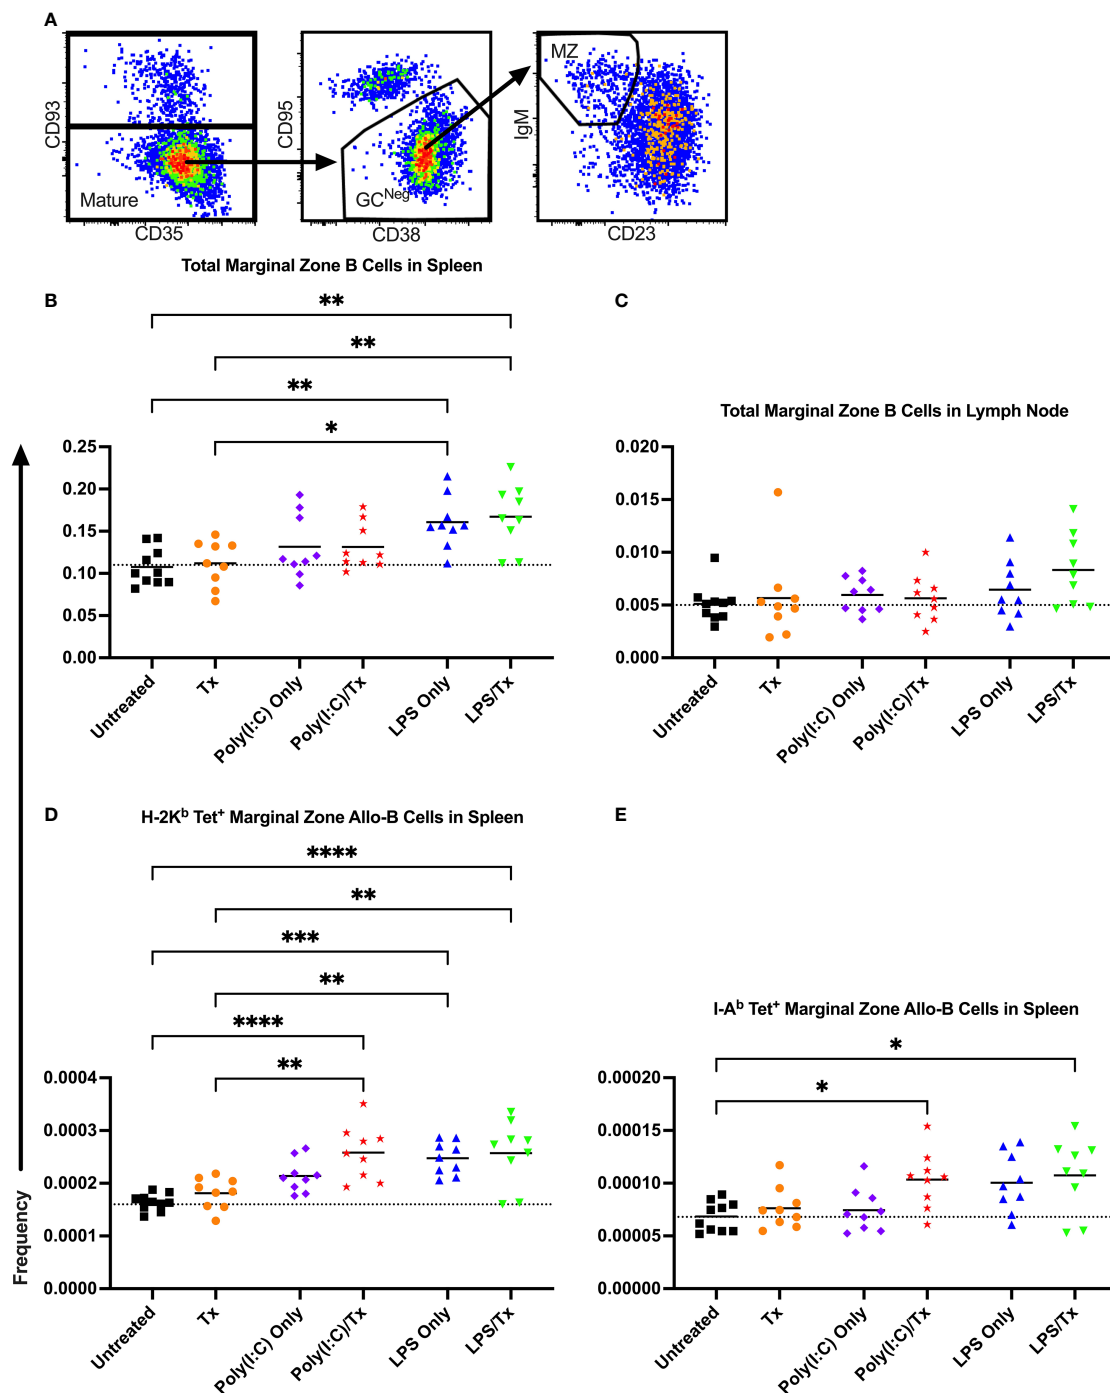 A
CD93
Mature
CD35
CD95
GCᴺᵉᵍ
CD38
MZ
IgM
CD23
Total Marginal Zone B Cells in Spleen
B
**
**
**
*
0.25
0.20
0.15
0.10
0.05
0.00
Untreated
Tx
Poly(I:C) Only
Poly(I:C)/Tx
LPS Only
LPS/Tx
C
Total Marginal Zone B Cells in Lymph Node
0.020
0.015
0.010
0.005
0.000
Untreated
Tx
Poly(I:C) Only
Poly(I:C)/Tx
LPS Only
LPS/Tx
Frequency
D
H-2Kᵇ Tet⁺ Marginal Zone Allo-B Cells in Spleen
****
**
***
**
****
**
0.0004
0.0003
0.0002
0.0001
0.0000
Untreated
Tx
Poly(I:C) Only
Poly(I:C)/Tx
LPS Only
LPS/Tx
E
I-Aᵇ Tet⁺ Marginal Zone Allo-B Cells in Spleen
*
*
0.00020
0.00015
0.00010
0.00005
0.00000
Untreated
Tx
Poly(I:C) Only
Poly(I:C)/Tx
LPS Only
LPS/Tx